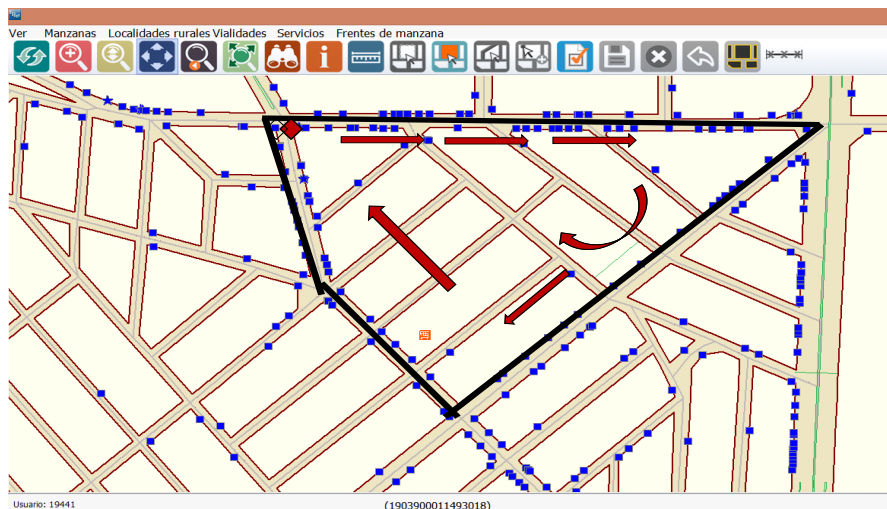 Ver Manzanas Localidades rurales Vialidades Servicios Frentes de manzana
Usuario: 19441
(1903900011493018)